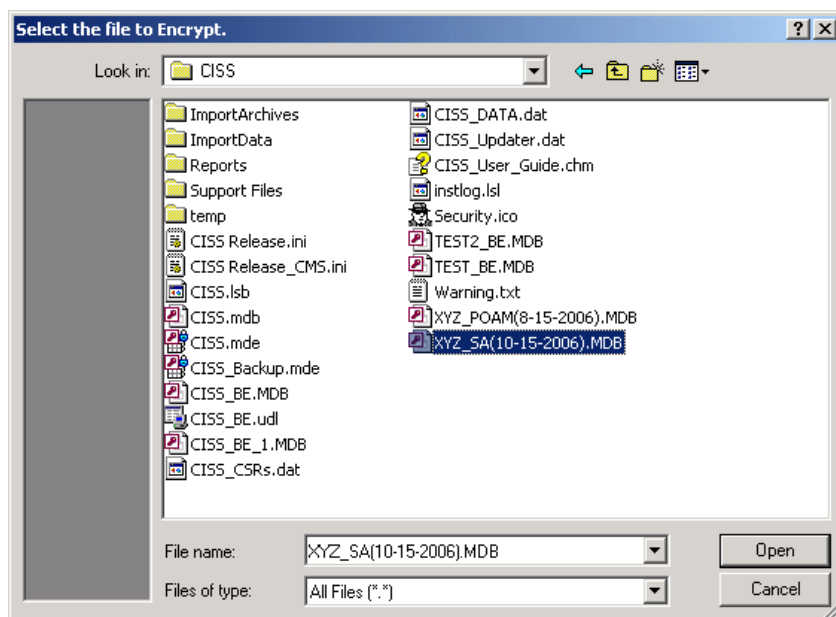 Select the file to Encrypt.
Look in: CISS
ImportArchives
ImportData
Reports
Support Files
temp
CISS Release.ini
CISS Release_CMS.ini
CISS.lsb
CISS.mdb
CISS.mde
CISS_Backup.mde
CISS_BE.MDB
CISS_BE.udl
CISS_BE_1.MDB
CISS_CSRs.dat
CISS_DATA.dat
CISS_Updater.dat
CISS_User_Guide.chm
instlog.lsl
Security.ico
TEST2_BE.MDB
TEST_BE.MDB
Warning.txt
XYZ_POAM(8-15-2006).MDB
XYZ_SA(10-15-2006).MDB
File name: XYZ_SA(10-15-2006).MDB Open
Files of type: All Files (*.*) Cancel